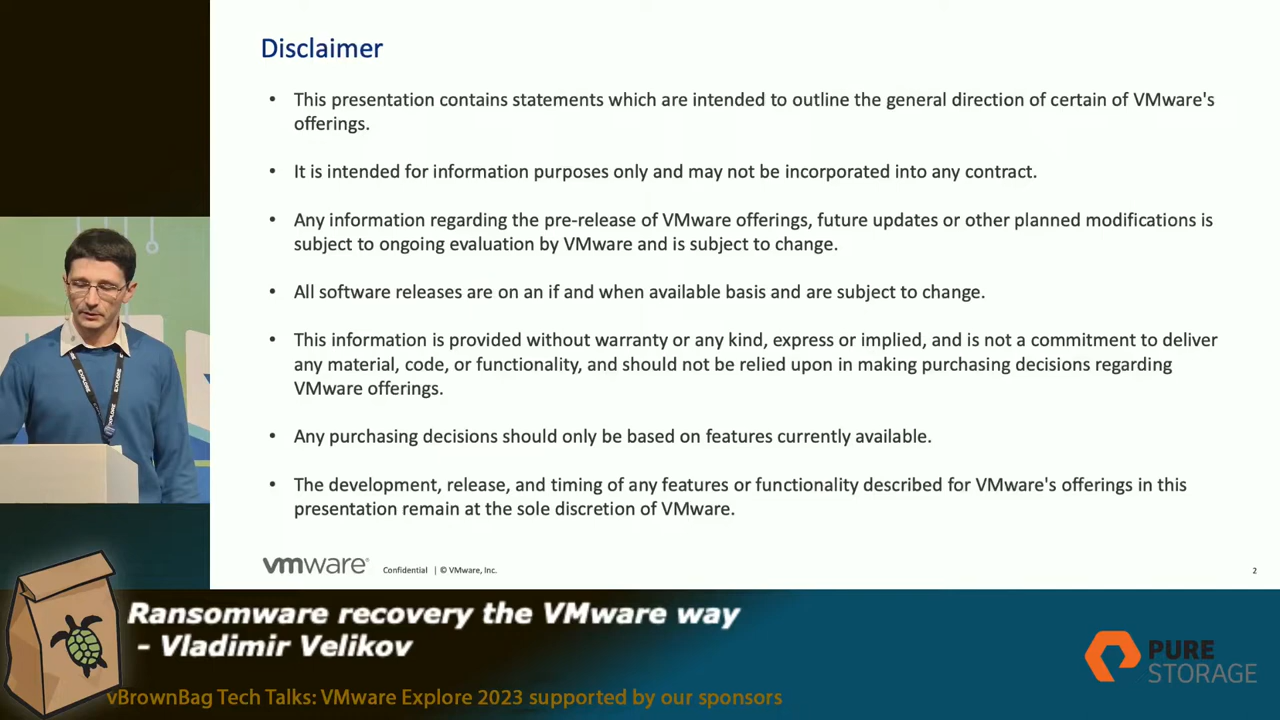 Disclaimer
• This presentation contains statements which are intended to outline the general direction of certain of VMware's
offerings.
• It is intended for information purposes only and may not be incorporated into any contract.
• Any information regarding the pre-release of VMware offerings, future updates or other planned modifications is
subject to ongoing evaluation by VMware and is subject to change.
• All software releases are on an if and when available basis and are subject to change.
• This information is provided without warranty or any kind, express or implied, and is not a commitment to deliver
any material, code, or functionality, and should not be relied upon in making purchasing decisions regarding
VMware offerings.
• Any purchasing decisions should only be based on features currently available.
• The development, release, and timing of any features or functionality described for VMware's offerings in this
presentation remain at the sole discretion of VMware.
vmware®
Confidential | © VMware, Inc.
2
EXPLORE
EXPLORE
Ransomware recovery the VMware way
- Vladimir Velikov
vBrownBag Tech Talks: VMware Explore 2023 supported by our sponsors
PURE
STORAGE